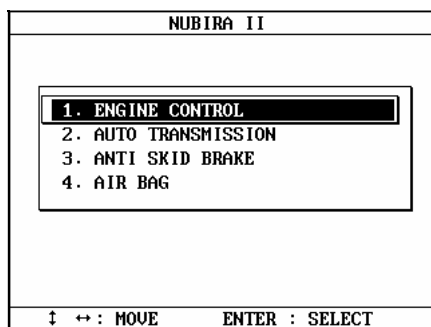 NUBIRA II
1. ENGINE CONTROL
2. AUTO TRANSMISSION
3. ANTI SKID BRAKE
4. AIR BAG
↕ ↔: MOVE ENTER : SELECT